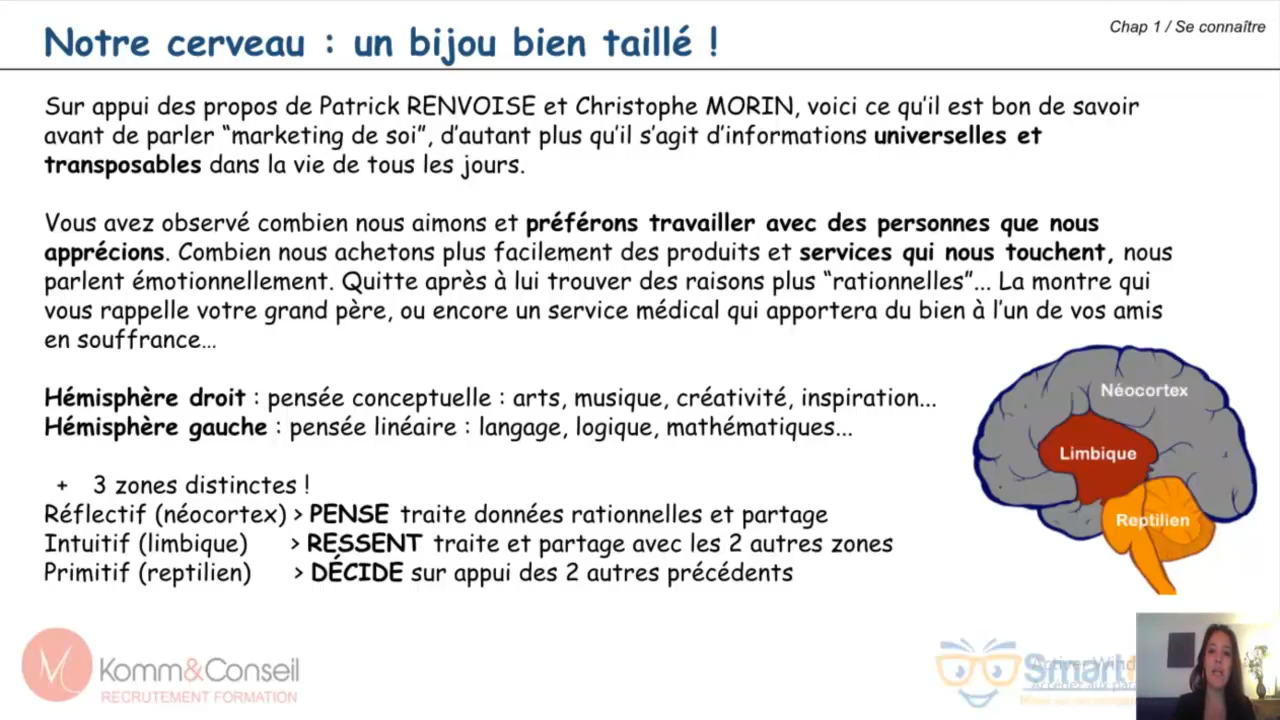 Chap 1 / Se connaître
Notre cerveau : un bijou bien taillé !
Sur appui des propos de Patrick RENVOISE et Christophe MORIN, voici ce qu’il est bon de savoir
avant de parler “marketing de soi”, d’autant plus qu’il s’agit d’informations universelles et
transposables dans la vie de tous les jours.
Vous avez observé combien nous aimons et préférons travailler avec des personnes que nous
apprécions. Combien nous achetons plus facilement des produits et services qui nous touchent, nous
parlent émotionnellement. Quitte après à lui trouver des raisons plus “rationnelles”... La montre qui
vous rappelle votre grand père, ou encore un service médical qui apportera du bien à l’un de vos amis
en souffrance…
Hémisphère droit : pensée conceptuelle : arts, musique, créativité, inspiration...
Hémisphère gauche : pensée linéaire : langage, logique, mathématiques...
+ 3 zones distinctes !
Réflectif (néocortex) > PENSE traite données rationnelles et partage
Intuitif (limbique) > RESSENT traite et partage avec les 2 autres zones
Primitif (reptilien) > DÉCIDE sur appui des 2 autres précédents
Néocortex
Limbique
Reptilien
Komm&Conseil
RECRUTEMENT FORMATION
Smart
Activer Wind
Accédez aux para